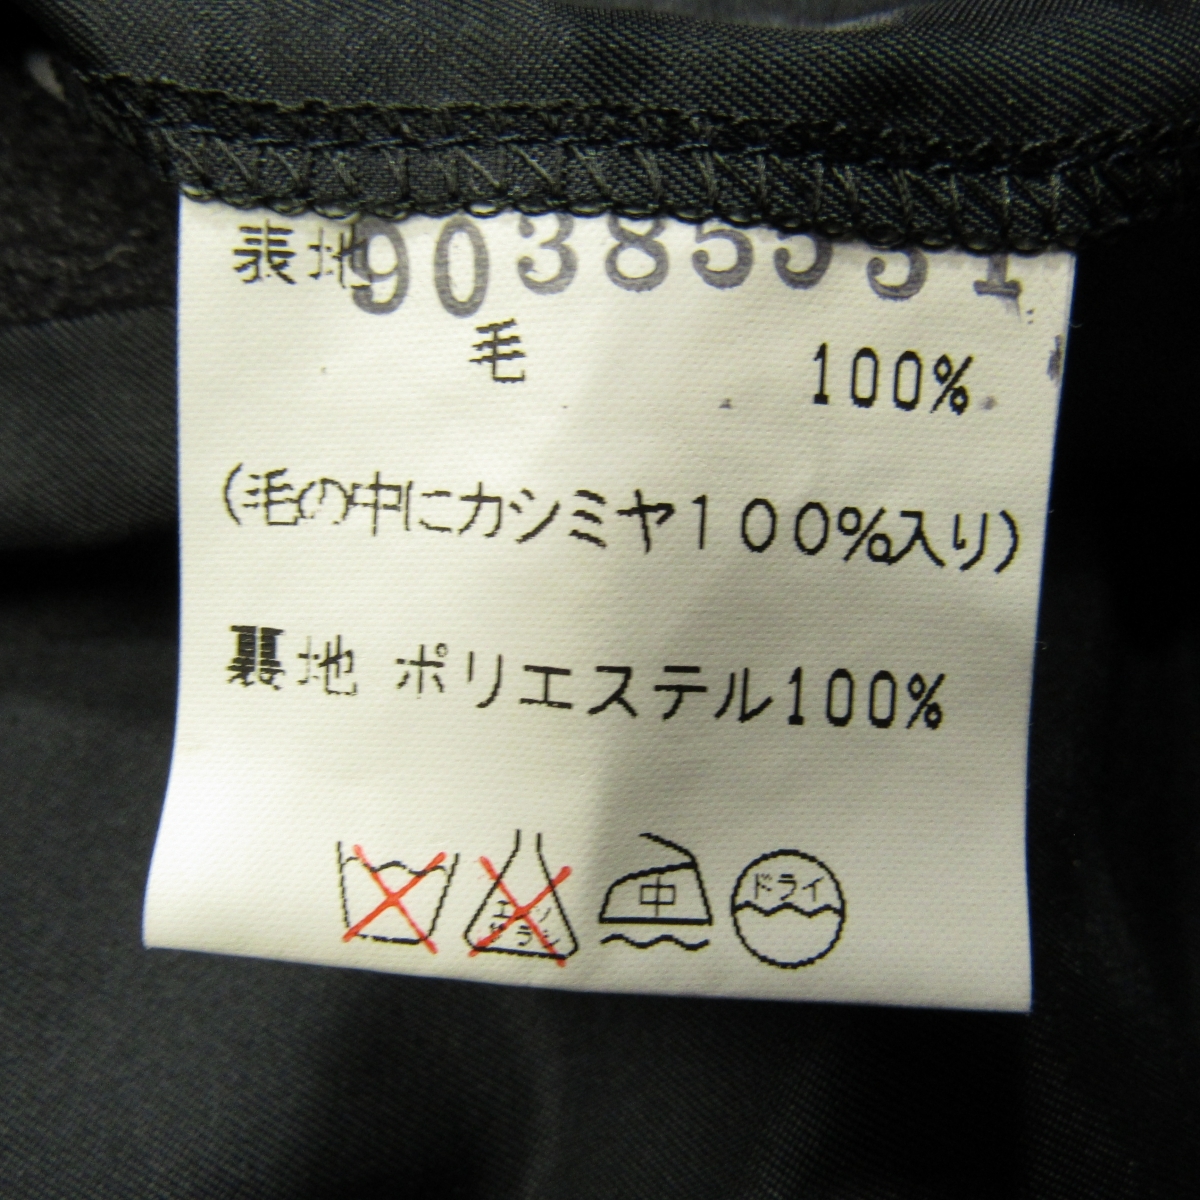 表地
毛 100%
(毛の中にカシミヤ100%入り)
裏地 ポリエステル100%
中 ドライ